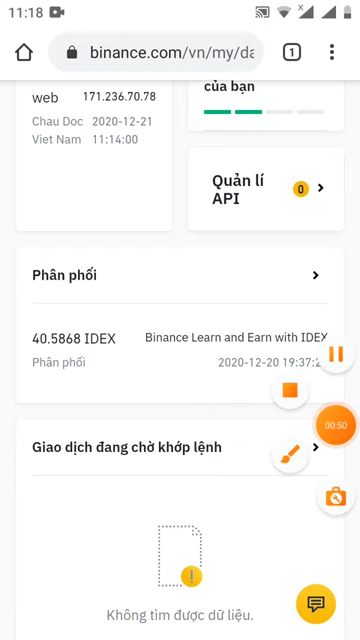 11:18
binance.com/vn/my/da
1
của bạn
web 171.236.70.78
Chau Doc 2020-12-21
Viet Nam 11:14:00
Quản lí
API
0
Phân phối
40.5868 IDEX Binance Learn and Earn with IDEX
Phân phối 2020-12-20 19:37:2
00:50
Giao dịch đang chờ khớp lệnh
Không tìm được dữ liệu.